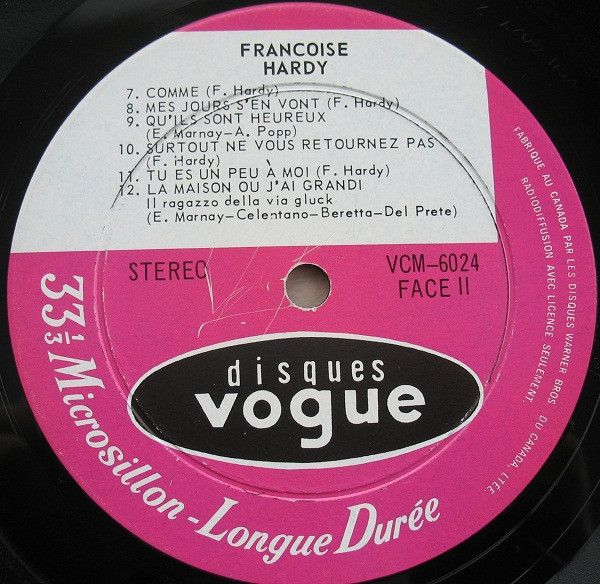 FRANCOISE
HARDY
7. COMME (F. Hardy)
8. MES JOURS S'EN VONT (F. Hardy)
9. QU'ILS SONT HEUREUX
(E. Marnay-A. Popp)
10. SURTOUT NE VOUS RETOURNEZ PAS
(F. Hardy)
11. TU ES UN PEU À MOI (F. Hardy)
12. LA MAISON OU J'AI GRANDI
Il ragazzo della via gluck
(E. Marnay-Celentano-Beretta-Del Prete)
STEREO
VCM-6024
FACE II
disques
vogue
33 1/3 Microsillon - Longue Durée
FABRIQUE AU CANADA PAR LES DISQUES WARNER BROS. DU CANADA, LTÉE
RADIODIFFUSION AVEC LICENCE SEULEMENT.